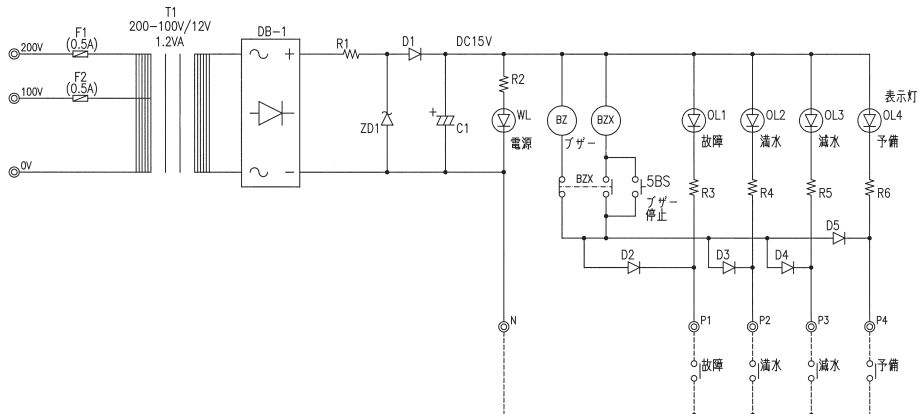 T1
200-100V/12V
1.2VA
F1
(0.5A)
200V
F2
(0.5A)
100V
0V
DB-1
+
−
R1
ZD1
D1
+
C1
DC15V
R2
WL
電源
BZ
ブザー
BZX
BZX
5BS
ブザー
停止
表示灯
OL1
故障
OL2
満水
OL3
減水
OL4
予備
R3
R4
R5
R6
D2
D3
D4
D5
N
P1
P2
P3
P4
故障
満水
減水
予備